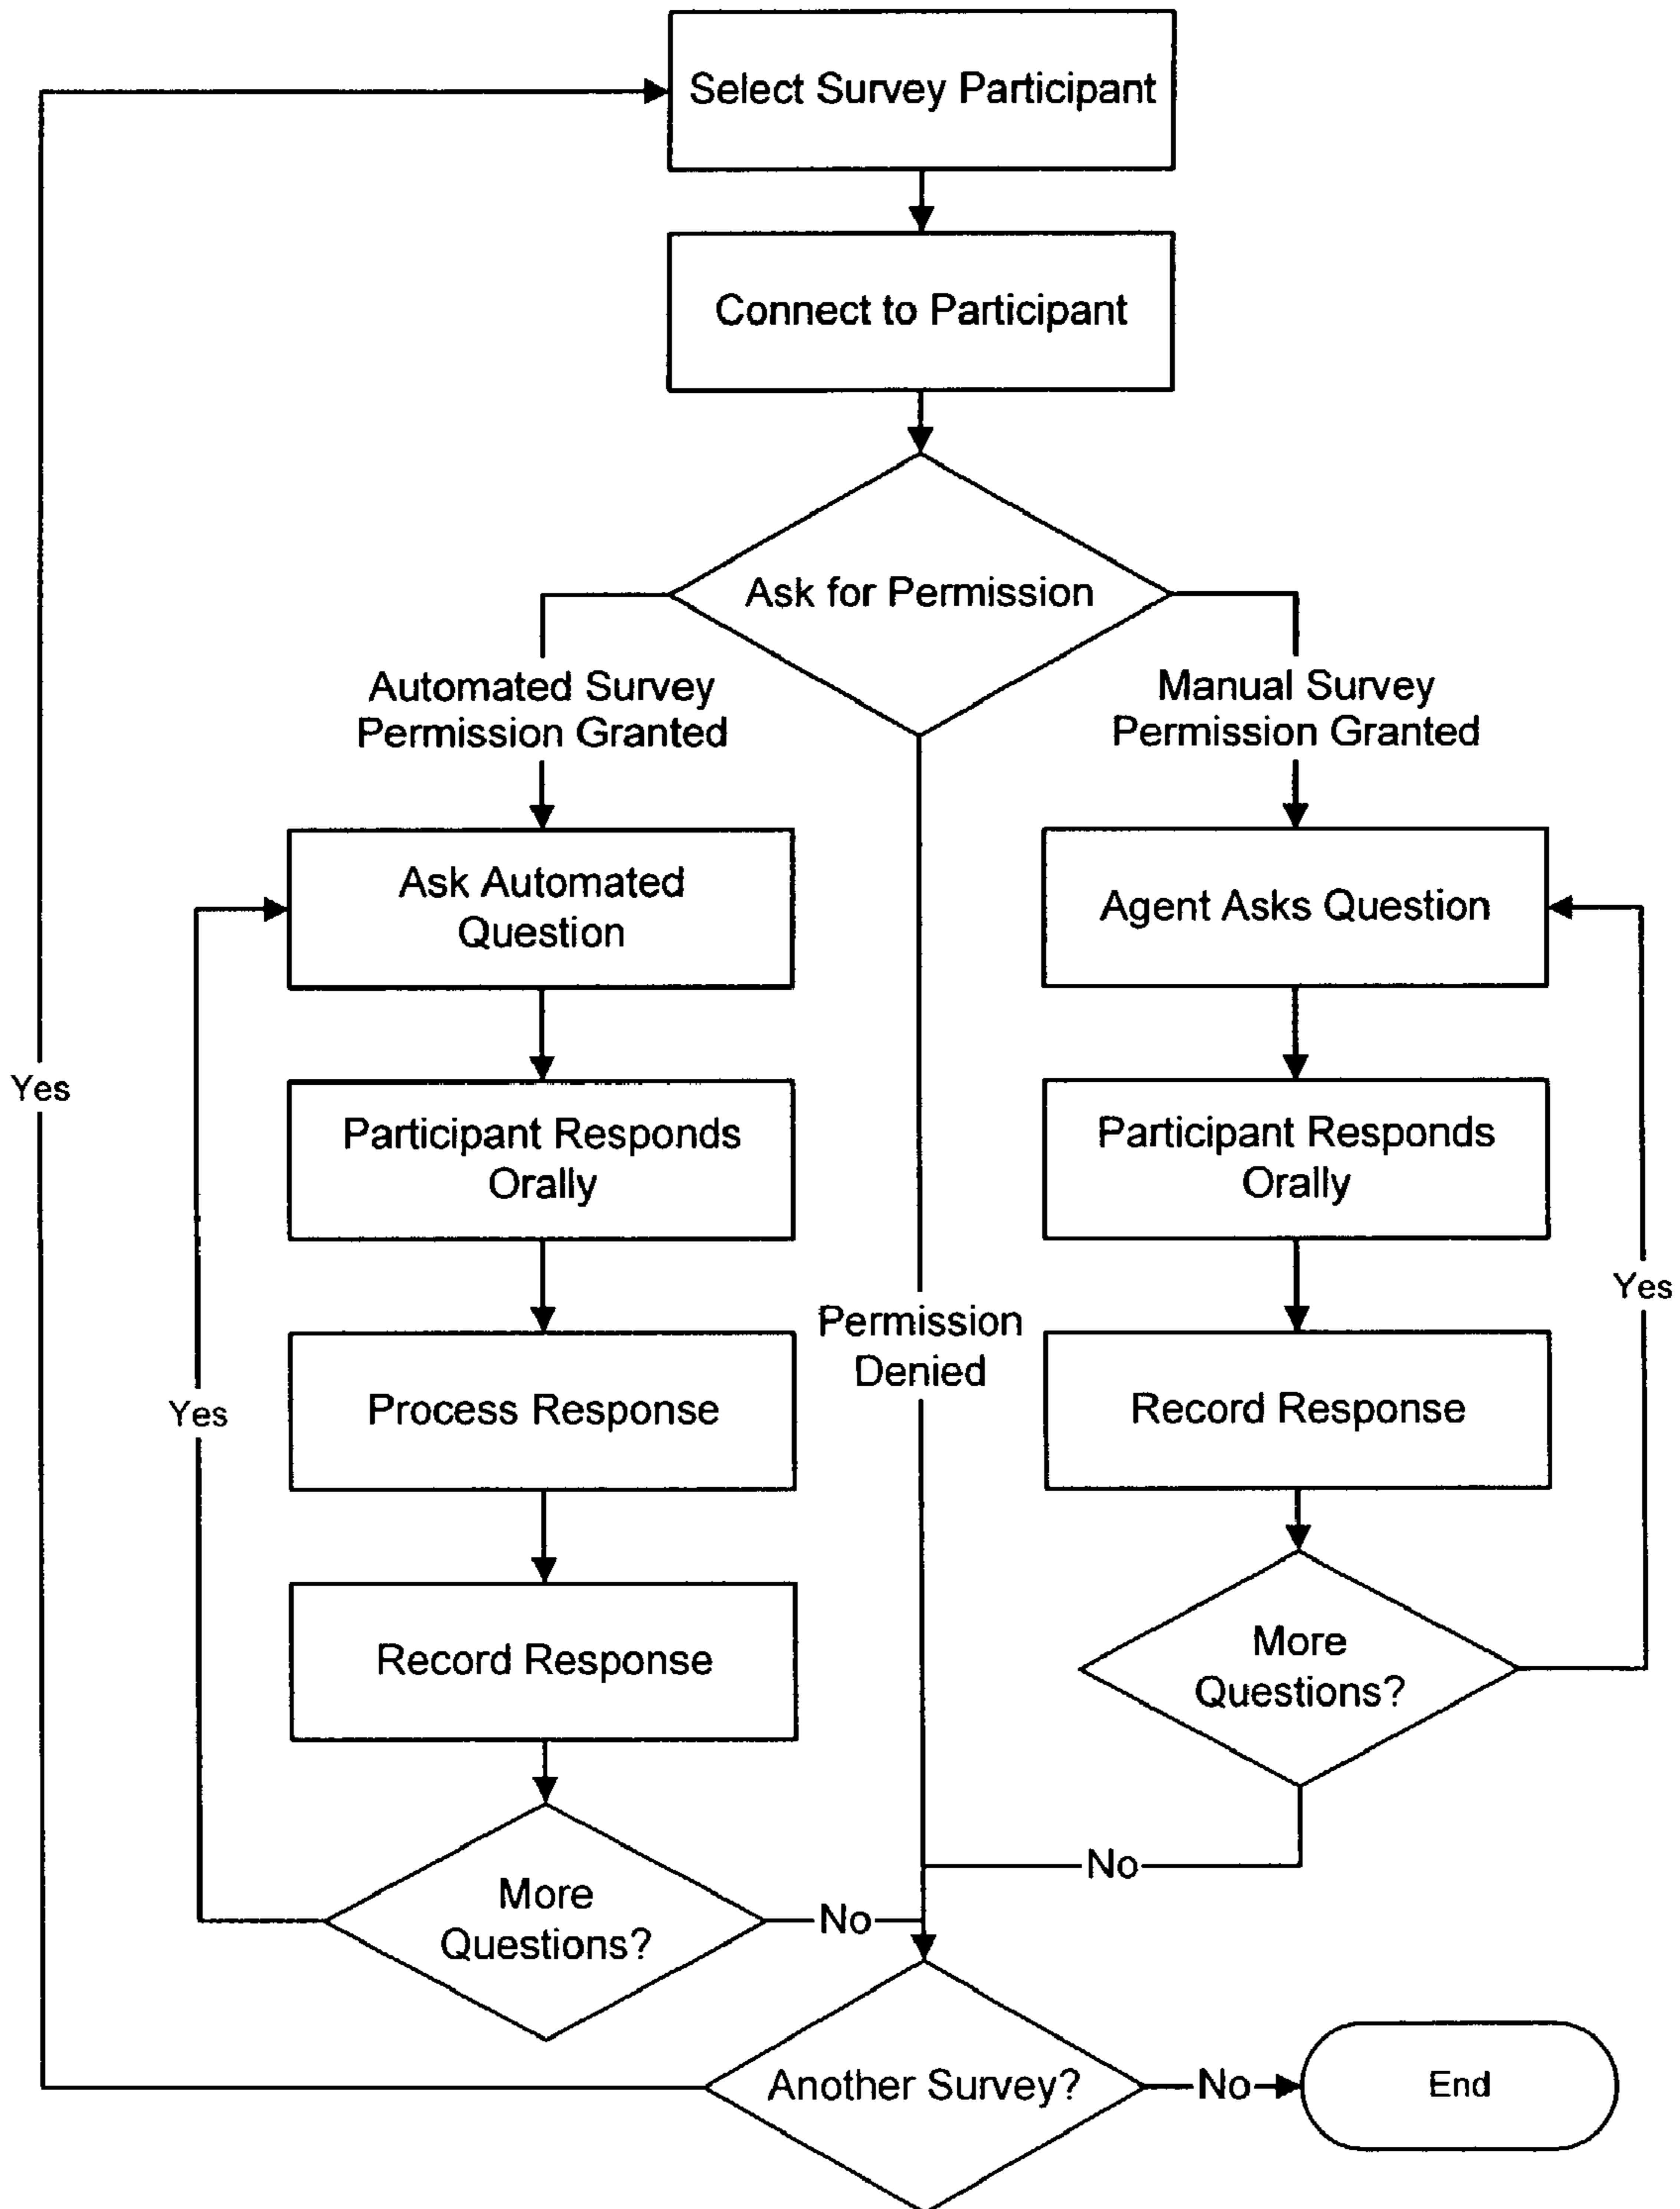 Select Survey Participant
Connect to Participant
Ask for Permission
Automated Survey
Permission Granted
Manual Survey
Permission Granted
Ask Automated
Question
Agent Asks Question
Yes
Participant Responds
Orally
Participant Responds
Orally
Yes
Permission
Denied
Process Response
Yes
Record Response
Record Response
More
Questions?
No
More
Questions?
No
Another Survey?
No
End